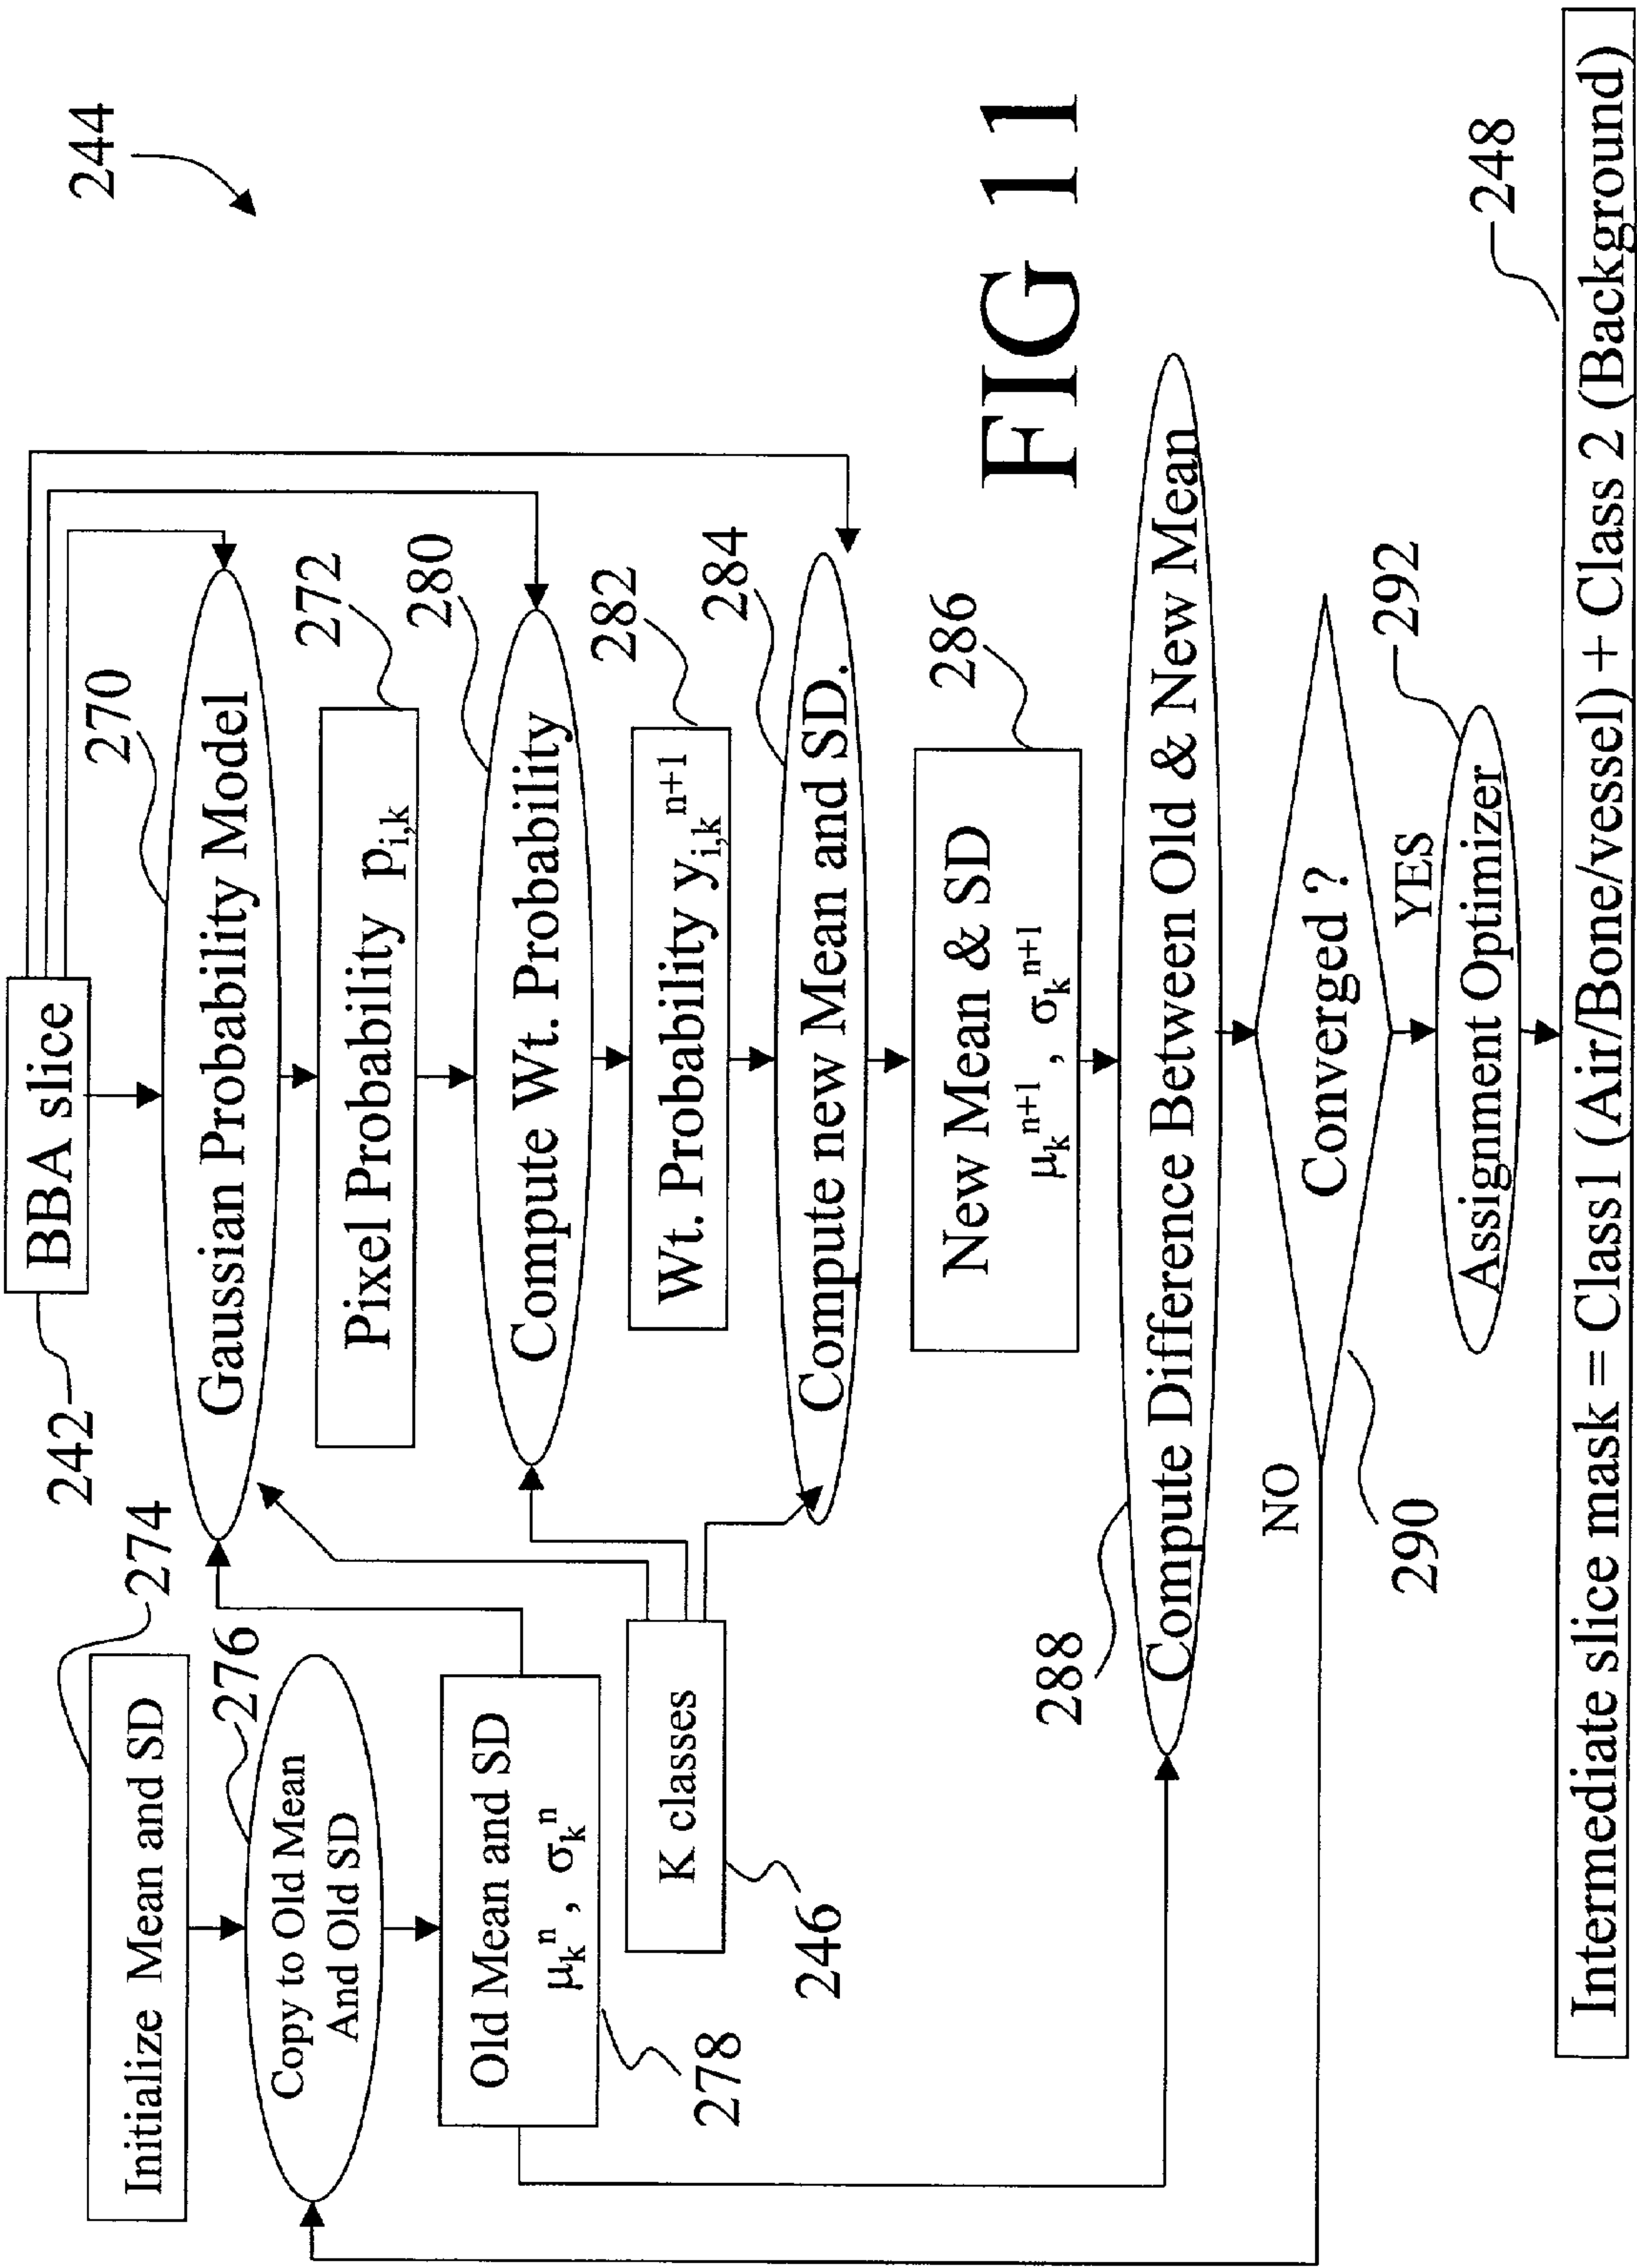 244
BBA slice
242
Initialize Mean and SD
274
Gaussian Probability Model
270
Copy to Old Mean
And Old SD
276
Pixel Probability p_{i,k}
272
Old Mean and SD
μ_k^n , σ_k^n
278
Compute Wt. Probability
280
K classes
246
Wt. Probability y_{i,k}^{n+1}
282
Compute new Mean and SD.
284
New Mean & SD
μ_k^{n+1} , σ_k^{n+1}
286
FIG 11
288
Compute Difference Between Old & New Mean
NO
Converged ?
290
YES
Assignment Optimizer
292
248
Intermediate slice mask = Class1 (Air/Bone/vessel) + Class 2 (Background)